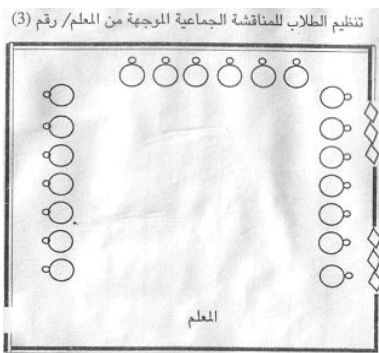 تنظيم الطلاب للمناقشة الجماعية الموجهة من المعلم/ رقم (3)
المعلم